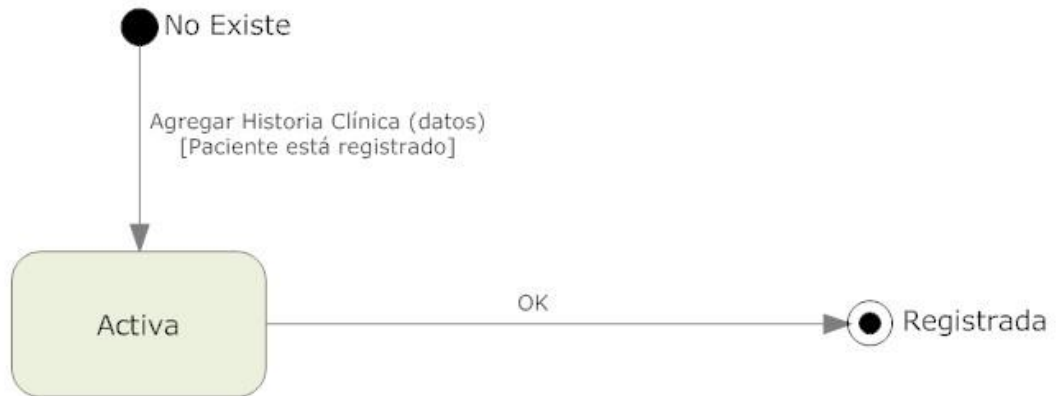 No Existe
Agregar Historia Clínica (datos)
[Paciente está registrado]
Activa
OK
Registrada